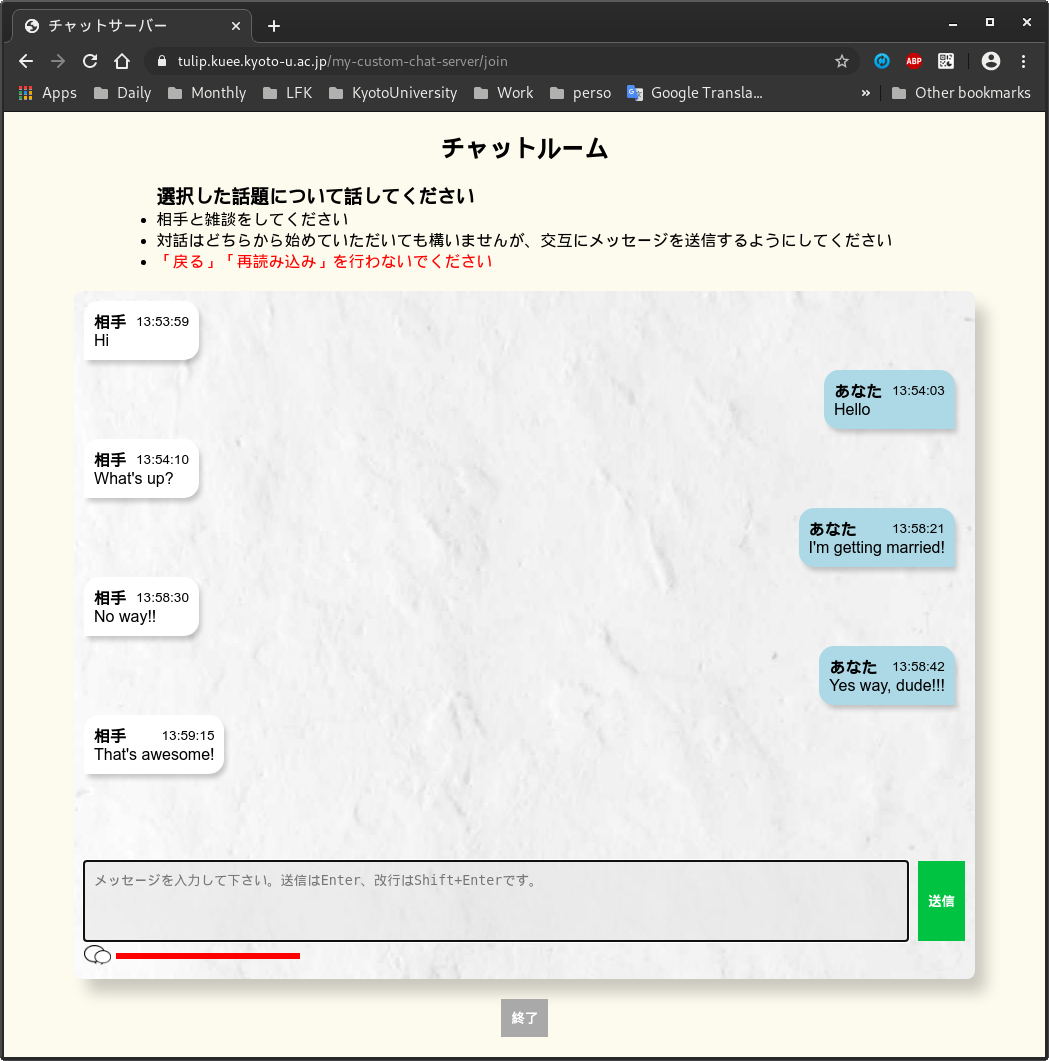 チャットサーバー
tulip.kuee.kyoto-u.ac.jp/my-custom-chat-server/join
ABP
Apps Daily Monthly LFK KyotoUniversity Work perso Google Transla... » Other bookmarks
チャットルーム
選択した話題について話してください
• 相手と雑談をしてください
• 対話はどちらから始めていただいても構いませんが、交互にメッセージを送信するようにしてください
• 「戻る」「再読み込み」を行わないでください
相手 13:53:59
Hi
あなた 13:54:03
Hello
相手 13:54:10
What's up?
あなた 13:58:21
I'm getting married!
相手 13:58:30
No way!!
あなた 13:58:42
Yes way, dude!!!
相手 13:59:15
That's awesome!
メッセージを入力して下さい。送信はEnter、改行はShift+Enterです。
送信
終了